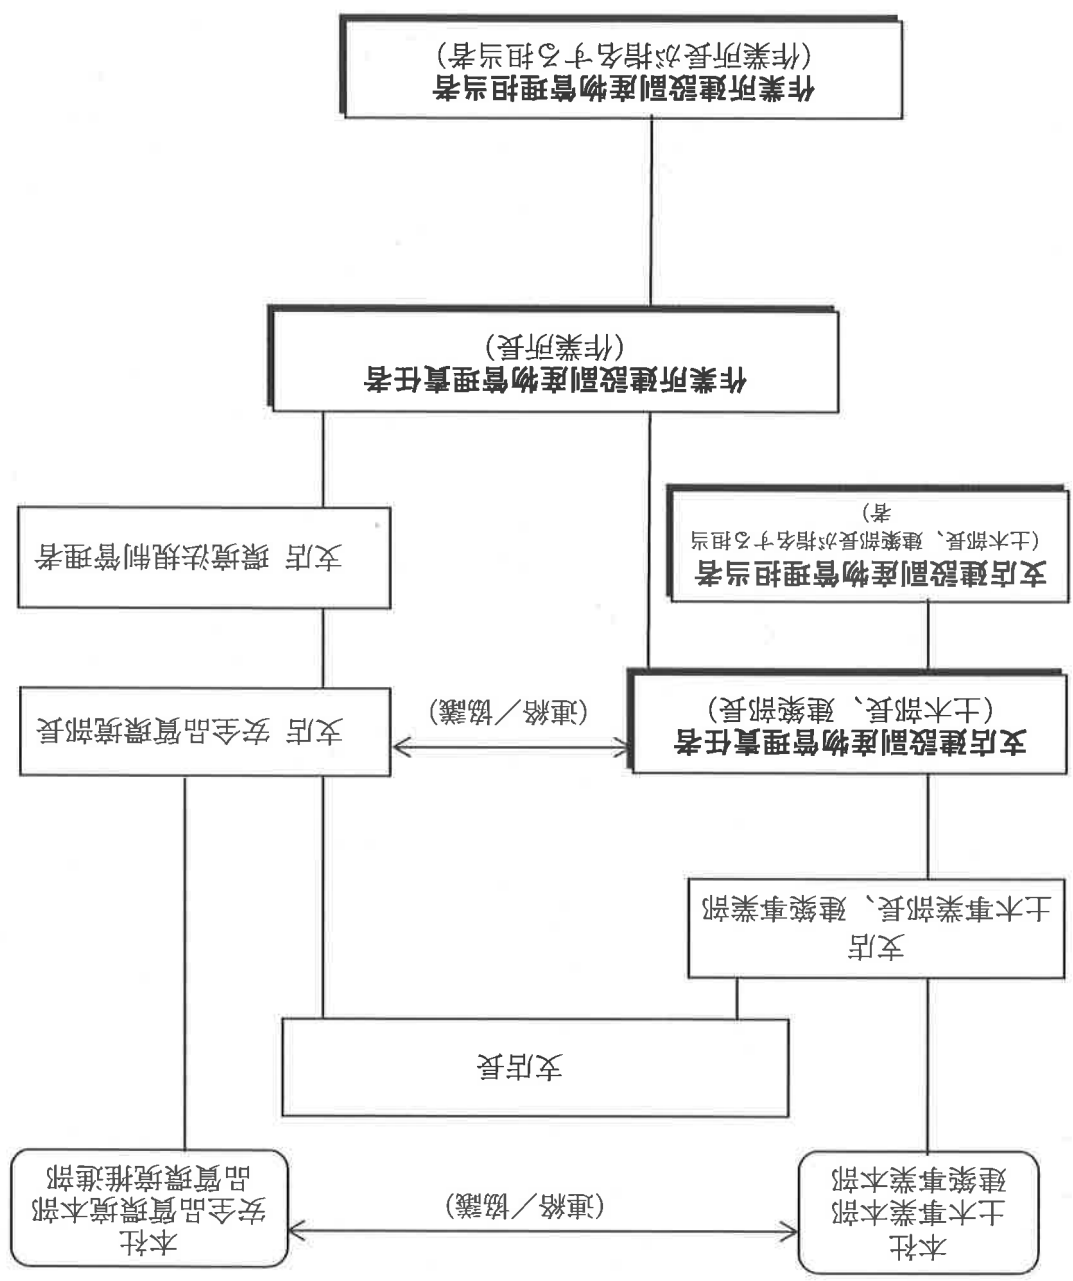 本社
土木事業本部
建築事業本部
（連絡／協議）
本社
安全品質環境本部
品質環境推進部
支店長
支店
土木事業部長、建築事業部
支店建設副産物管理責任者
（土木部長、建築部長）
（連絡／協議）
支店 安全品質環境部長
支店建設副産物管理担当者
（土木部長、建築部長が指名する担当
者）
支店 環境法規制管理者
作業所建設副産物管理責任者
（作業所長）
作業所建設副産物管理担当者
（作業所長が指名する担当者）